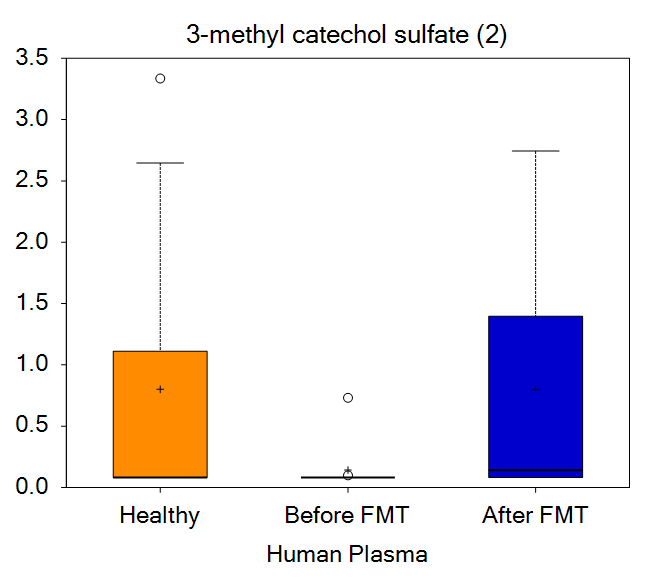 3-methyl catechol sulfate (2)
3.5
3.0
2.5
2.0
1.5
1.0
0.5
0.0
Healthy Before FMT After FMT
Human Plasma